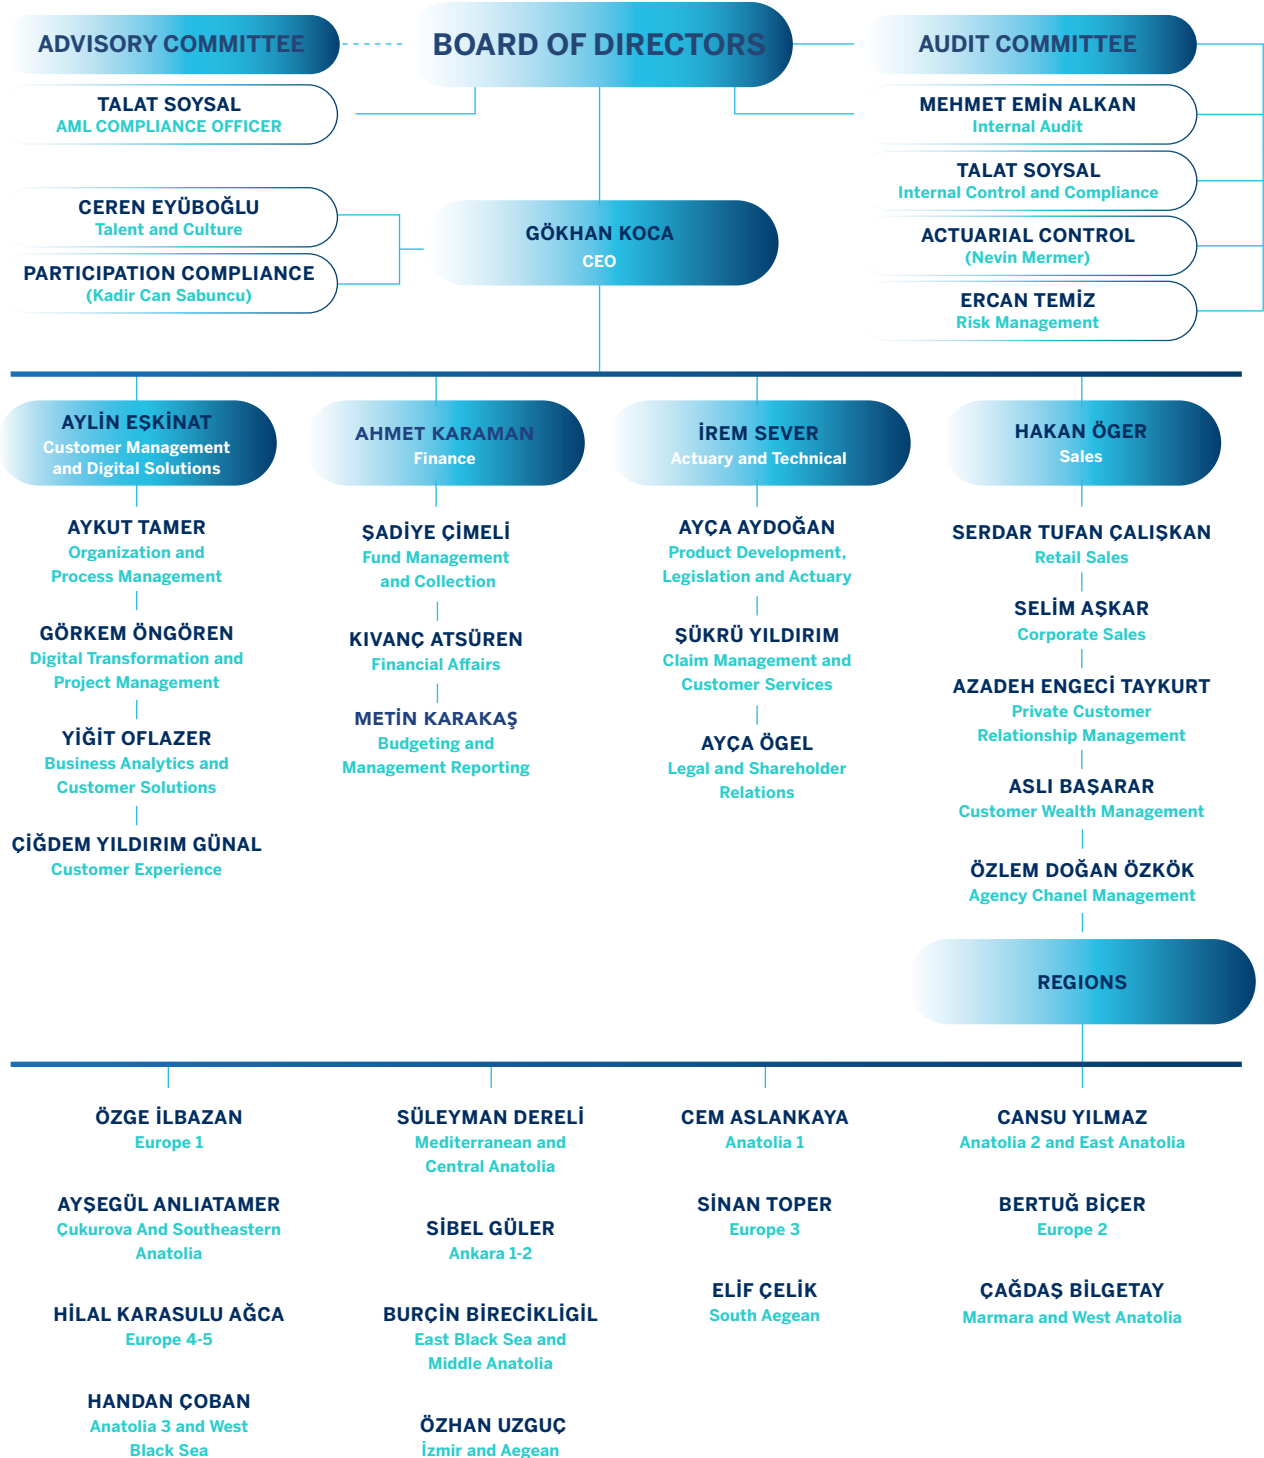 ADVISORY COMMITTEE
BOARD OF DIRECTORS
AUDIT COMMITTEE
TALAT SOYSAL
AML COMPLIANCE OFFICER
MEHMET EMİN ALKAN
Internal Audit
TALAT SOYSAL
Internal Control and Compliance
CEREN EYÜBOĞLU
Talent and Culture
GÖKHAN KOCA
CEO
ACTUARIAL CONTROL
(Nevin Mermer)
PARTICIPATION COMPLIANCE
(Kadir Can Sabuncu)
ERCAN TEMİZ
Risk Management
AYLİN EŞKİNAT
Customer Management
and Digital Solutions
AYKUT TAMER
Organization and
Process Management
GÖRKEM ÖNGÖREN
Digital Transformation and
Project Management
YİĞİT OFLAZER
Business Analytics and
Customer Solutions
ÇİĞDEM YILDIRIM GÜNAL
Customer Experience
AHMET KARAMAN
Finance
ŞADİYE ÇİMELİ
Fund Management
and Collection
KIVANÇ ATSÜREN
Financial Affairs
METİN KARAKAŞ
Budgeting and
Management Reporting
İREM SEVER
Actuary and Technical
AYÇA AYDOĞAN
Product Development,
Legislation and Actuary
ŞÜKRÜ YILDIRIM
Claim Management and
Customer Services
AYÇA ÖGEL
Legal and Shareholder
Relations
HAKAN ÖGER
Sales
SERDAR TUFAN ÇALIŞKAN
Retail Sales
SELİM AŞKAR
Corporate Sales
AZADEH ENGECİ TAYKURT
Private Customer
Relationship Management
ASLI BAŞARAR
Customer Wealth Management
ÖZLEM DOĞAN ÖZKÖK
Agency Chanel Management
REGIONS
ÖZGE İLBAZAN
Europe 1
AYŞEGÜL ANLIATAMER
Çukurova And Southeastern
Anatolia
HİLAL KARASULU AĞCA
Europe 4-5
HANDAN ÇOBAN
Anatolia 3 and West
Black Sea
SÜLEYMAN DERELİ
Mediterranean and
Central Anatolia
SİBEL GÜLER
Ankara 1-2
BURÇİN BİRECİKLİGİL
East Black Sea and
Middle Anatolia
ÖZHAN UZGUÇ
İzmir and Aegean
CEM ASLANKAYA
Anatolia 1
SİNAN TOPER
Europe 3
ELİF ÇELİK
South Aegean
CANSU YILMAZ
Anatolia 2 and East Anatolia
BERTUĞ BİÇER
Europe 2
ÇAĞDAŞ BİLGETAY
Marmara and West Anatolia